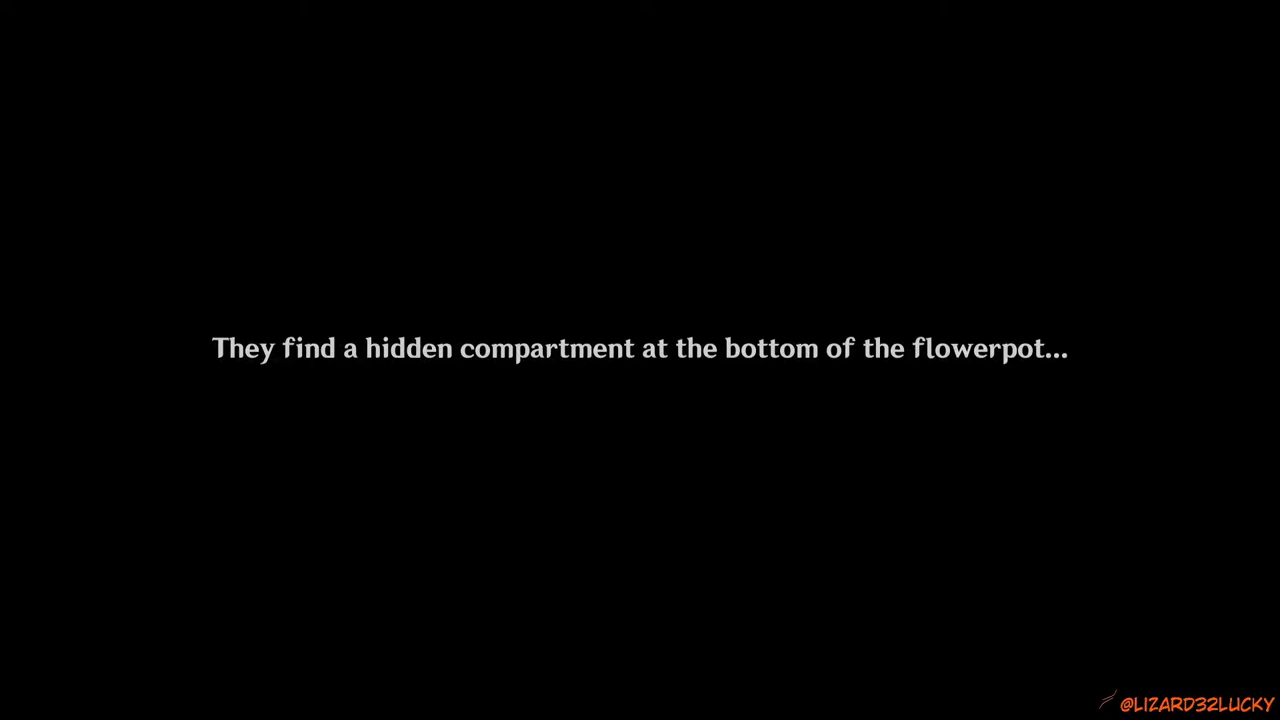 They find a hidden compartment at the bottom of the flowerpot...
@LIZARD32LUCKY